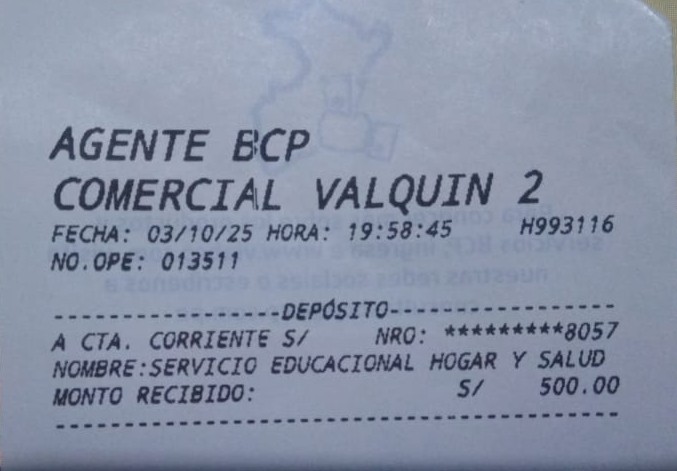 AGENTE BCP
COMERCIAL VALQUIN 2
FECHA: 03/10/25 HORA: 19:58:45 H993116
NO.OPE: 013511
------------------DEPÓSITO------------------
A CTA. CORRIENTE S/ NRO: *********8057
NOMBRE:SERVICIO EDUCACIONAL HOGAR Y SALUD
MONTO RECIBIDO: S/ 500.00
--------------------------------------------